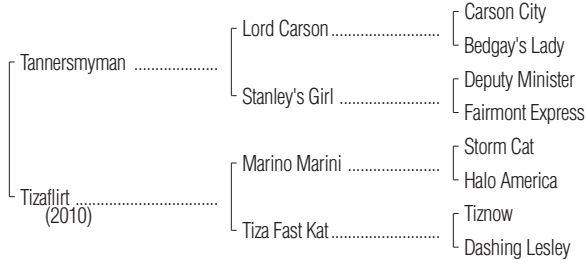 Carson City
Lord Carson
Bedgay's Lady
Tannersmyman
Deputy Minister
Stanley's Girl
Fairmont Express
Storm Cat
Marino Marini
Halo America
Tizaflirt
(2010)
Tiznow
Tiza Fast Kat
Dashing Lesley